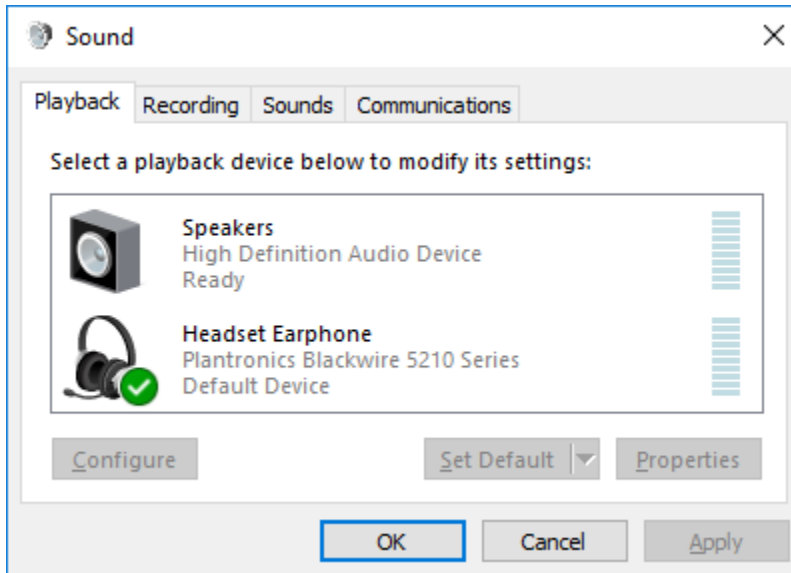 Sound
Playback Recording Sounds Communications
Select a playback device below to modify its settings:
Speakers
High Definition Audio Device
Ready
Headset Earphone
Plantronics Blackwire 5210 Series
Default Device
Configure Set Default Properties
OK Cancel Apply